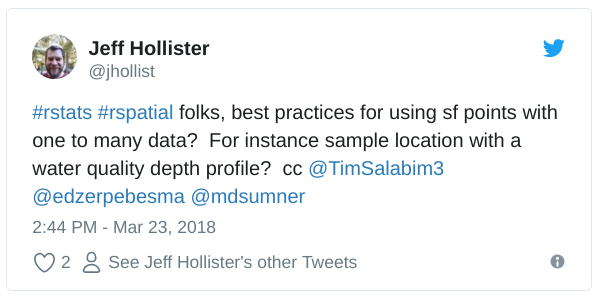 Jeff Hollister
@jhollist
#rstats #rspatial folks, best practices for using sf points with
one to many data?  For instance sample location with a
water quality depth profile?  cc @TimSalabim3
@edzerpebesma @mdsumner
2:44 PM - Mar 23, 2018
2 See Jeff Hollister's other Tweets